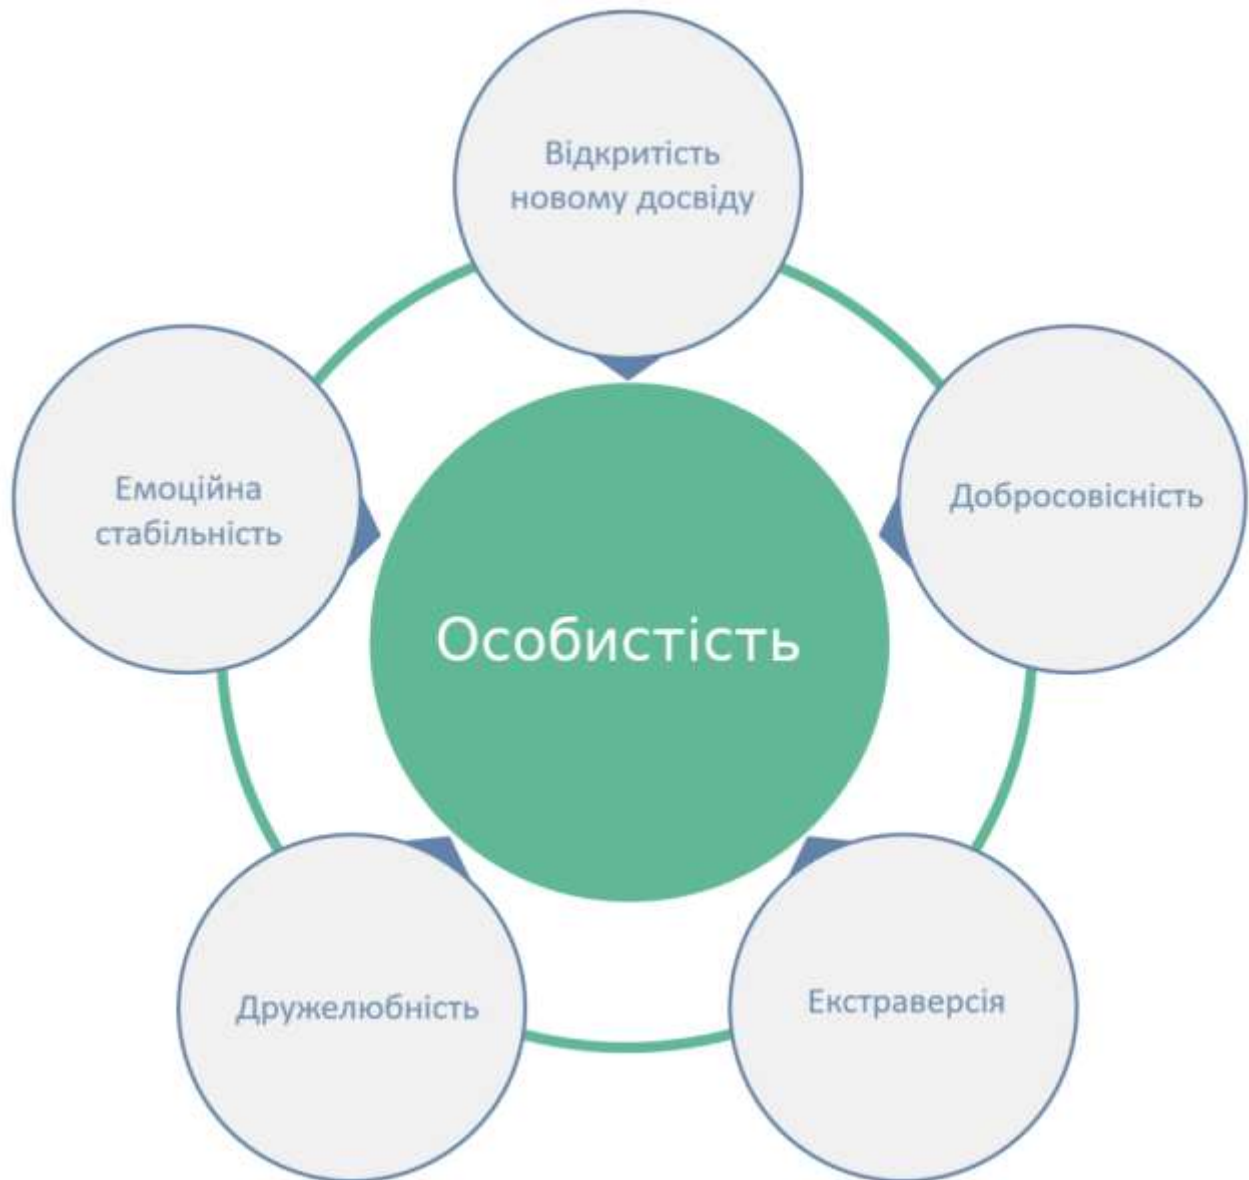 Відкритість
новому досвіду
Емоційна
стабільність
Добросовісність
Особистість
Дружелюбність
Екстраверсія